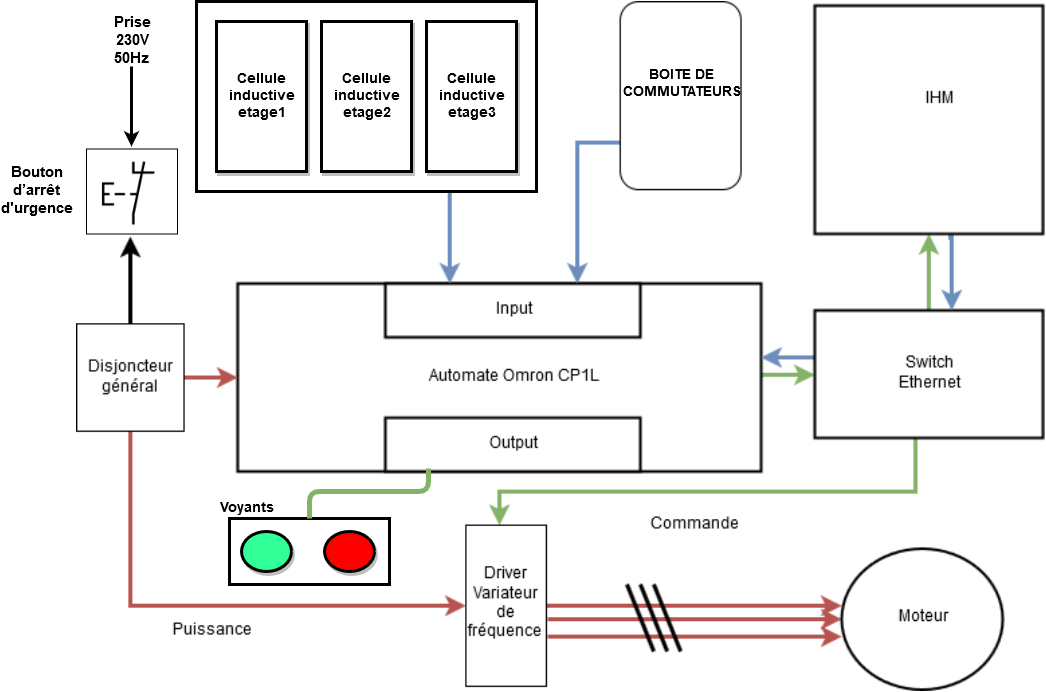 Prise
230V
50Hz
Cellule
inductive
etage1
Cellule
inductive
etage2
Cellule
inductive
etage3
BOITE DE
COMMUTATEURS
IHM
Bouton
d'arrêt
d'urgence
Input
Disjoncteur
général
Automate Omron CP1L
Switch
Ethernet
Output
Voyants
Commande
Driver
Variateur
de
fréquence
Puissance
Moteur